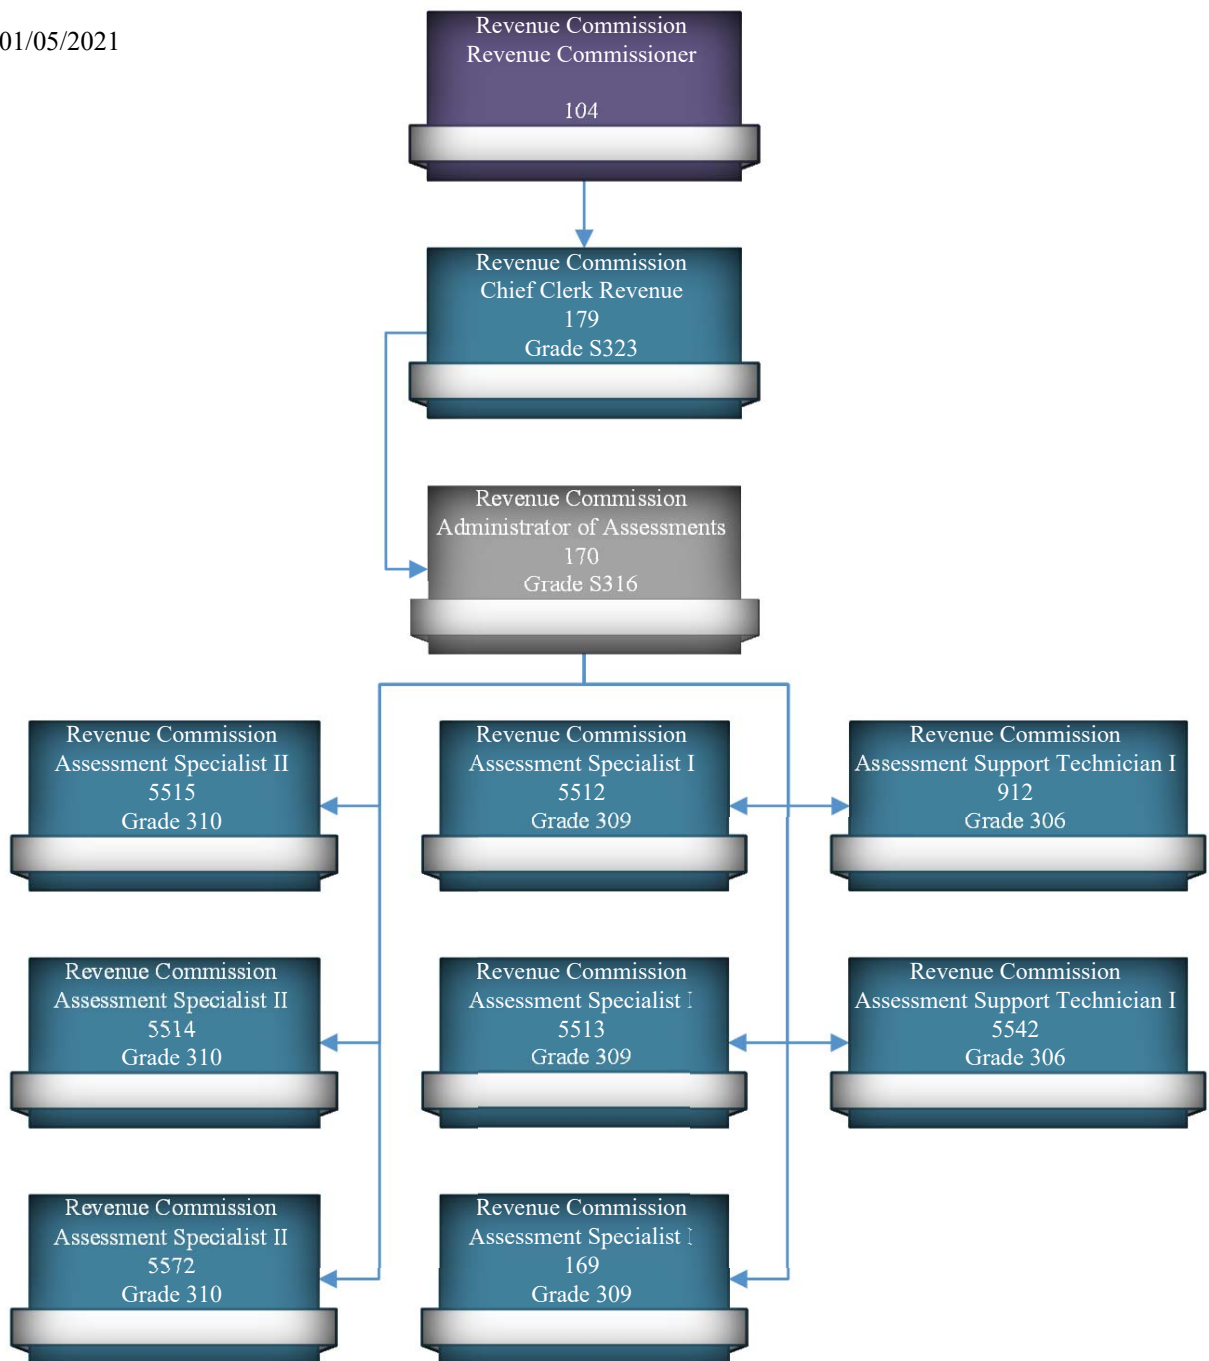 01/05/2021
Revenue Commission
Revenue Commissioner
104
Revenue Commission
Chief Clerk Revenue
179
Grade S323
Revenue Commission
Administrator of Assessments
170
Grade S316
Revenue Commission
Assessment Specialist II
5515
Grade 310
Revenue Commission
Assessment Specialist I
5512
Grade 309
Revenue Commission
Assessment Support Technician I
912
Grade 306
Revenue Commission
Assessment Specialist II
5514
Grade 310
Revenue Commission
Assessment Specialist I
5513
Grade 309
Revenue Commission
Assessment Support Technician I
5542
Grade 306
Revenue Commission
Assessment Specialist II
5572
Grade 310
Revenue Commission
Assessment Specialist I
169
Grade 309